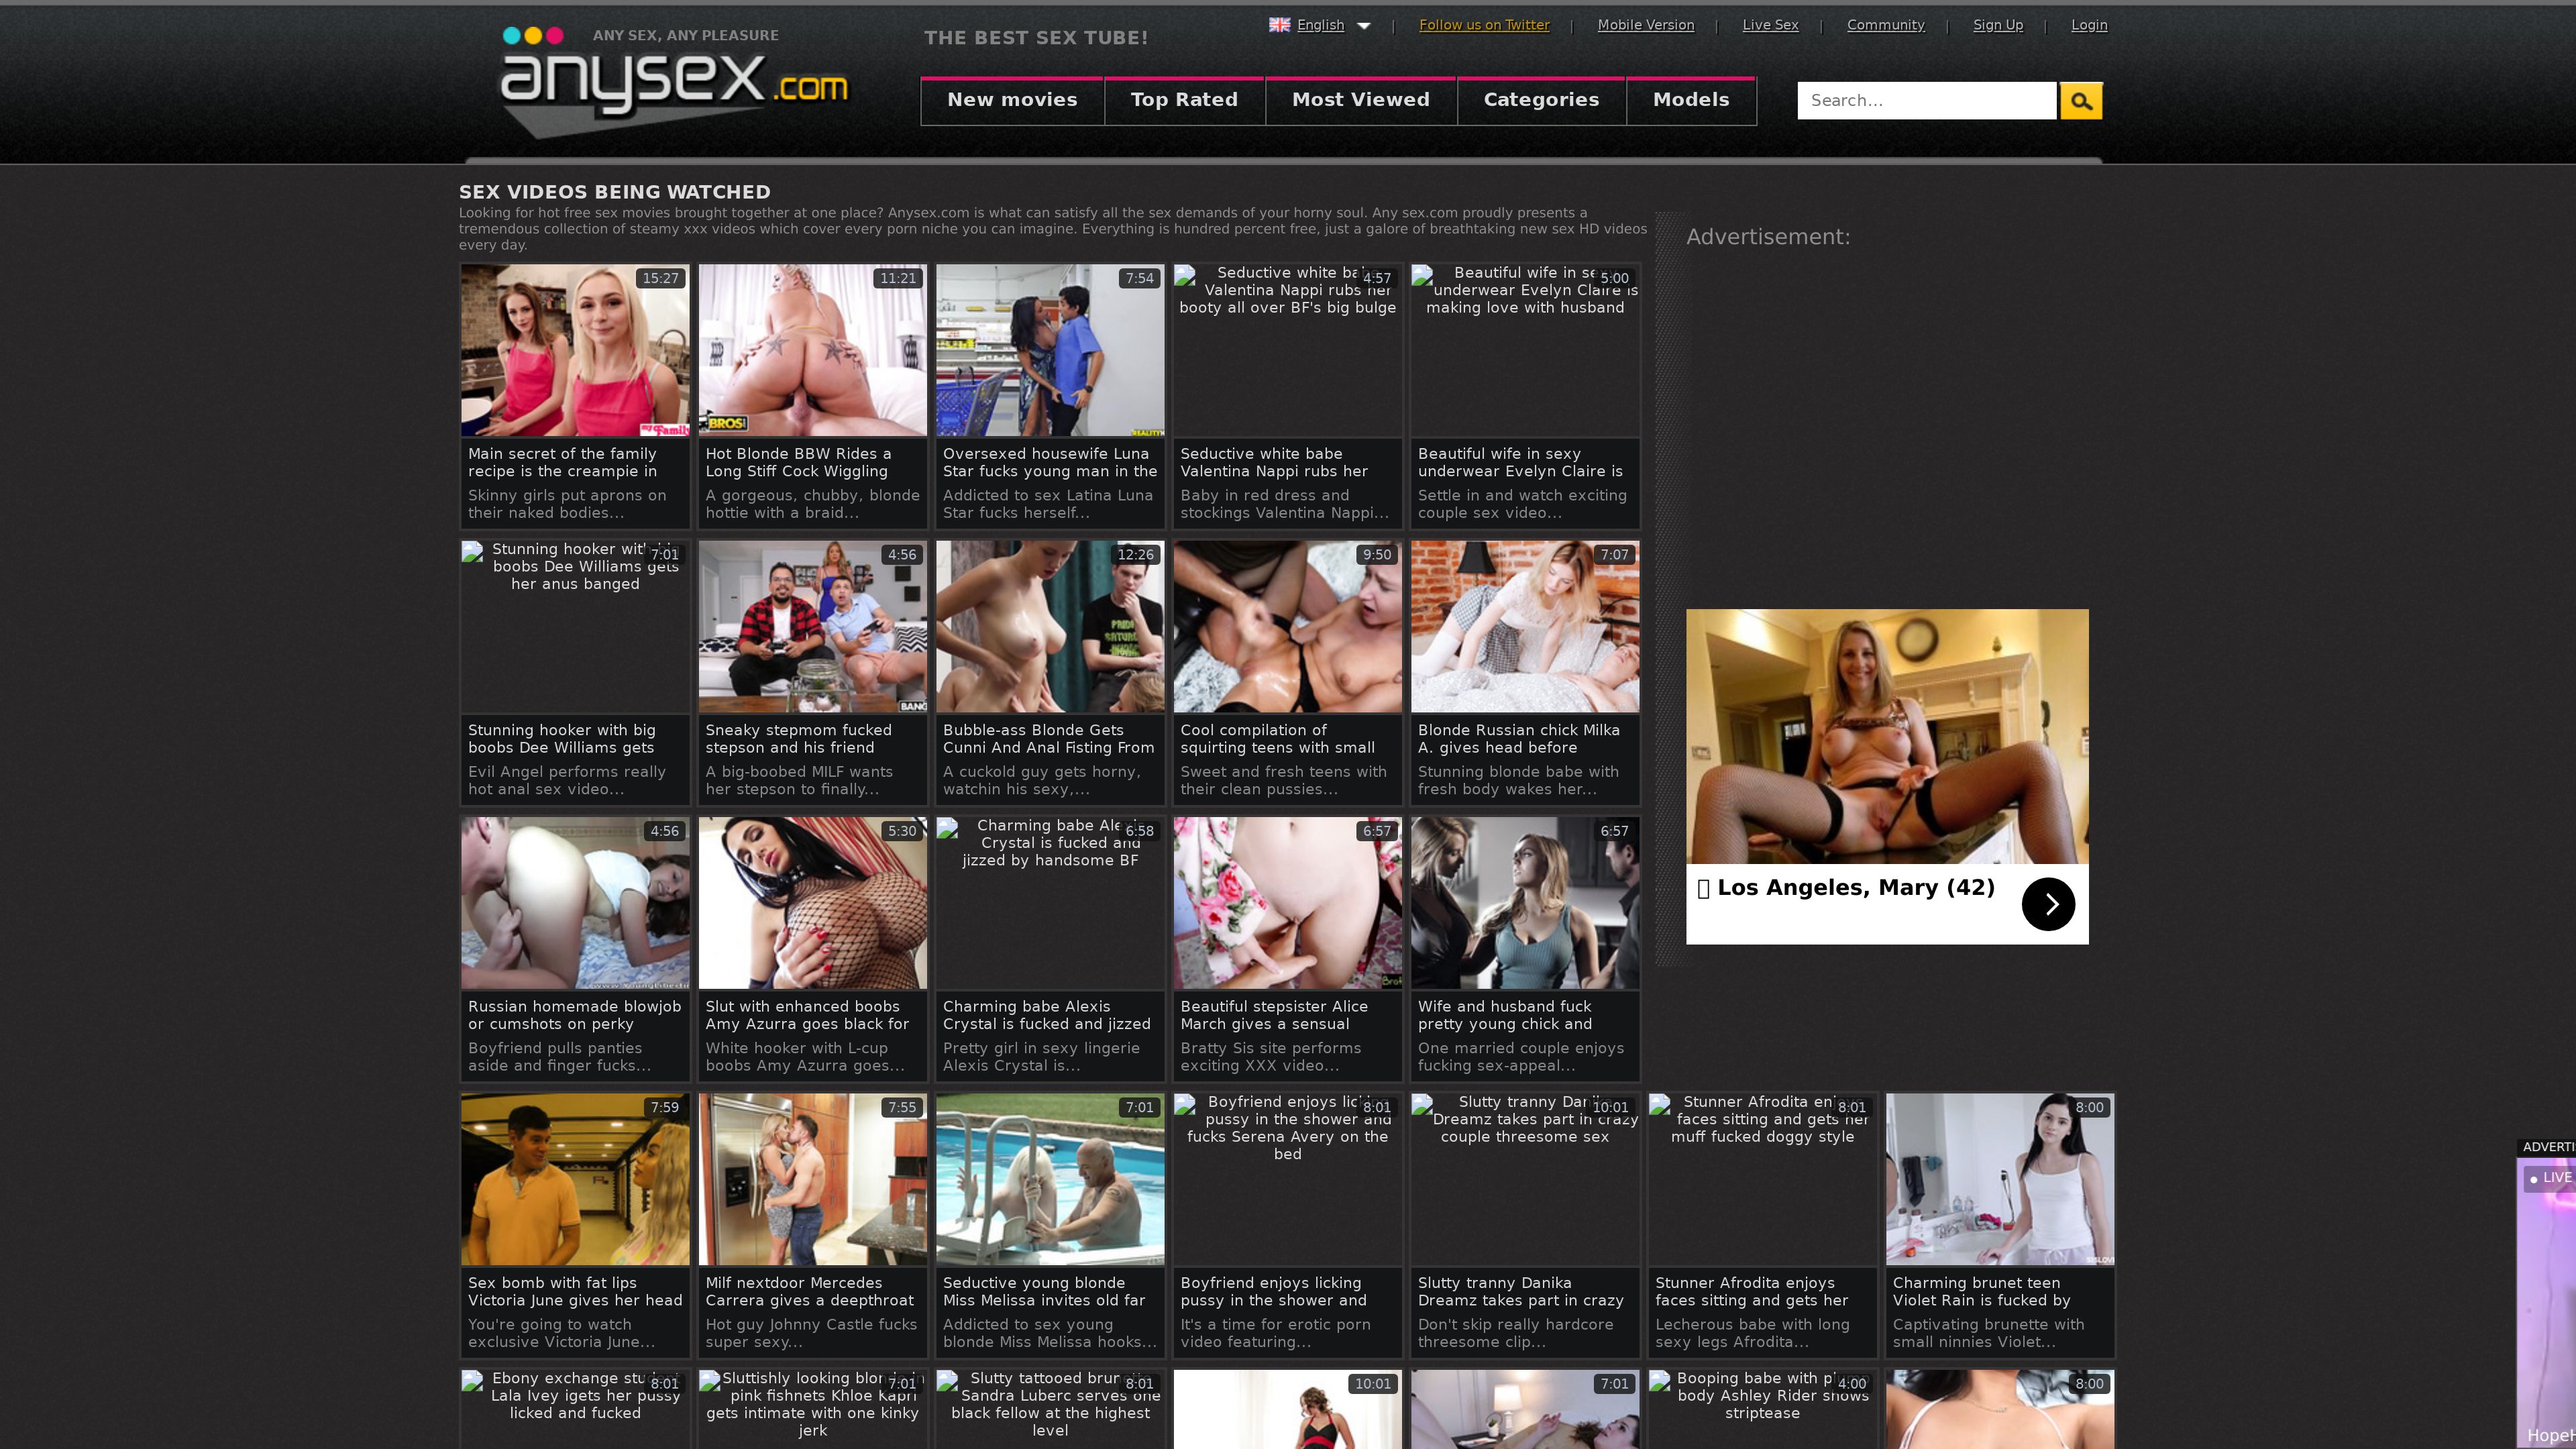 English
Follow us on Twitter
Mobile Version
Live Sex
Community
Sign Up
Login
ANY SEX, ANY PLEASURE
anysex.com
THE BEST SEX TUBE!
New movies
Top Rated
Most Viewed
Categories
Models
Search...
SEX VIDEOS BEING WATCHED
Looking for hot free sex movies brought together at one place? Anysex.com is what can satisfy all the sex demands of your horny soul. Any sex.com proudly presents a
tremendous collection of steamy xxx videos which cover every porn niche you can imagine. Everything is hundred percent free, just a galore of breathtaking new sex HD videos
every day.
Advertisement:
15:27
Main secret of the family
recipe is the creampie in
Skinny girls put aprons on
their naked bodies...
11:21
BROS
Hot Blonde BBW Rides a
Long Stiff Cock Wiggling
A gorgeous, chubby, blonde
hottie with a braid...
7:54
Oversexed housewife Luna
Star fucks young man in the
Addicted to sex Latina Luna
Star fucks herself...
4:57
Seductive white babe
Valentina Nappi rubs her
booty all over BF's big bulge
Seductive white babe
Valentina Nappi rubs her
Baby in red dress and
stockings Valentina Nappi...
5:00
Beautiful wife in sexy
underwear Evelyn Claire is
making love with husband
Beautiful wife in sexy
underwear Evelyn Claire is
Settle in and watch exciting
couple sex video...
7:01
Stunning hooker with big
boobs Dee Williams gets
her anus banged
Stunning hooker with big
boobs Dee Williams gets
Evil Angel performs really
hot anal sex video...
4:56
BANG
Sneaky stepmom fucked
stepson and his friend
A big-boobed MILF wants
her stepson to finally...
12:26
Bubble-ass Blonde Gets
Cunni And Anal Fisting From
A cuckold guy gets horny,
watchin his sexy,...
9:50
Cool compilation of
squirting teens with small
Sweet and fresh teens with
their clean pussies...
7:07
Blonde Russian chick Milka
A. gives head before
Stunning blonde babe with
fresh body wakes her...
Los Angeles, Mary (42)
4:56
Russian homemade blowjob
or cumshots on perky
Boyfriend pulls panties
aside and finger fucks...
5:30
Slut with enhanced boobs
Amy Azurra goes black for
White hooker with L-cup
boobs Amy Azurra goes...
6:58
Charming babe Alexis
Crystal is fucked and
jizzed by handsome BF
Charming babe Alexis
Crystal is fucked and jizzed
Pretty girl in sexy lingerie
Alexis Crystal is...
6:57
Beautiful stepsister Alice
March gives a sensual
Bratty Sis site performs
exciting XXX video...
6:57
Wife and husband fuck
pretty young chick and
One married couple enjoys
fucking sex-appeal...
7:59
Sex bomb with fat lips
Victoria June gives her head
You're going to watch
exclusive Victoria June...
7:55
Milf nextdoor Mercedes
Carrera gives a deepthroat
Hot guy Johnny Castle fucks
super sexy...
7:01
Seductive young blonde
Miss Melissa invites old far
Addicted to sex young
blonde Miss Melissa hooks...
8:01
Boyfriend enjoys licking
pussy in the shower and
fucks Serena Avery on the
bed
Boyfriend enjoys licking
pussy in the shower and
It's a time for erotic porn
video featuring...
10:01
Slutty tranny Danika
Dreamz takes part in crazy
couple threesome sex
Slutty tranny Danika
Dreamz takes part in crazy
Don't skip really hardcore
threesome clip...
8:01
Stunner Afrodita enjoys
faces sitting and gets her
muff fucked doggy style
Stunner Afrodita enjoys
faces sitting and gets her
Lecherous babe with long
sexy legs Afrodita...
8:00
Charming brunet teen
Violet Rain is fucked by
Captivating brunette with
small ninnies Violet...
ADVERTI
LIVE
8:01
Ebony exchange student
Lala Ivey igets her pussy
licked and fucked
7:01
Sluttishly looking blonde in
pink fishnets Khloe Kapri
gets intimate with one kinky
jerk
8:01
Slutty tattooed brunette
Sandra Luberc serves one
black fellow at the highest
level
10:01
7:01
4:00
Booping babe with
body Ashley Rider shows
striptease
8:00